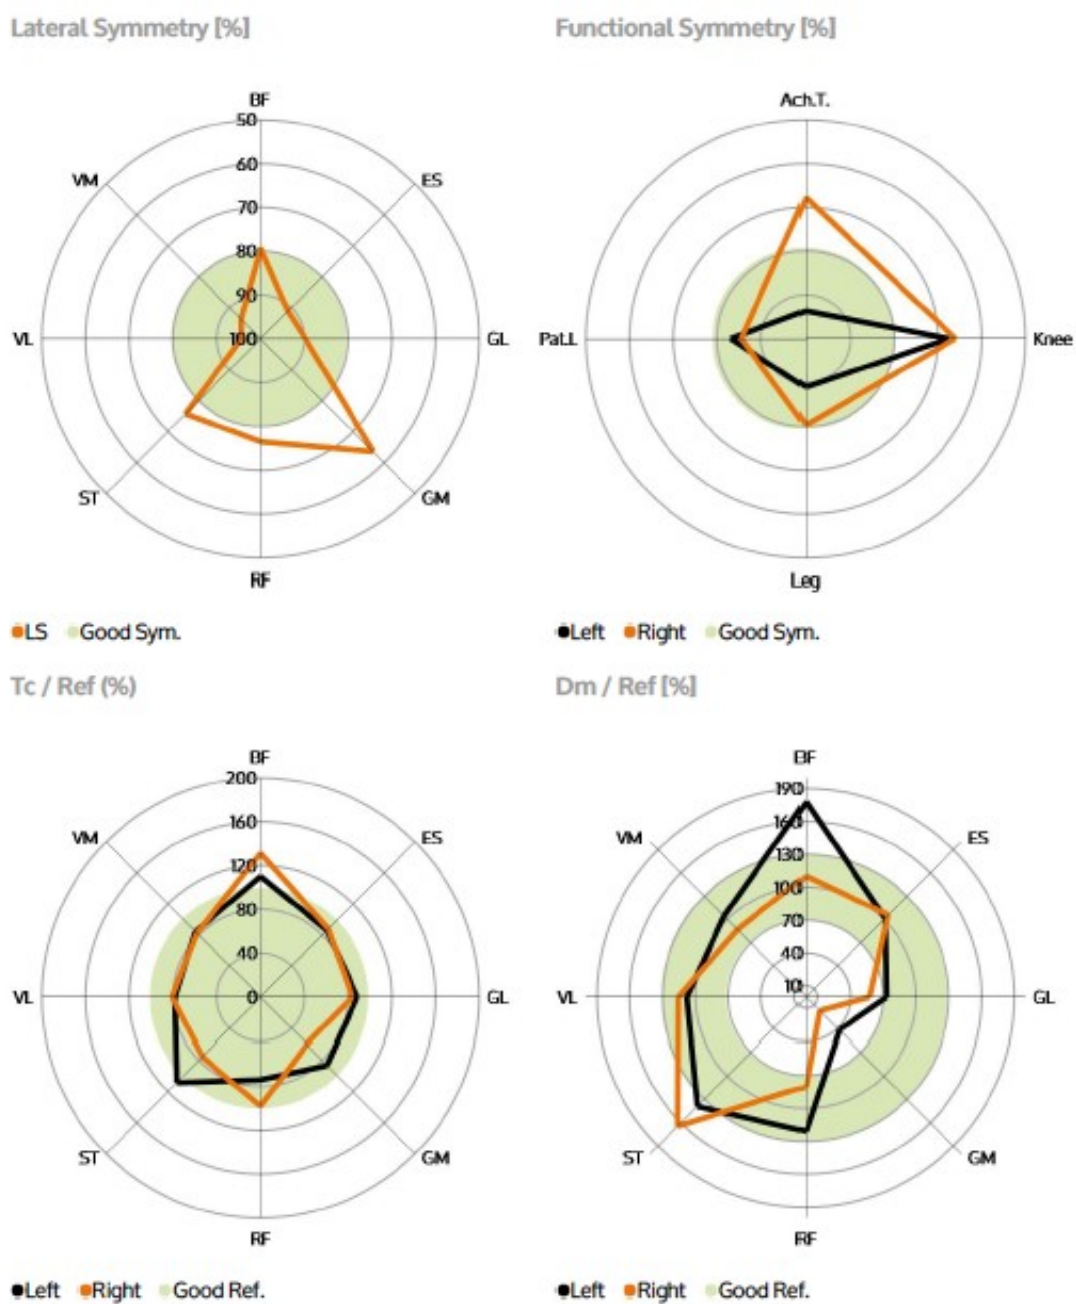 Lateral Symmetry [%]
BF
50
60
VM
ES
70
80
90
VL
100
GL
ST
GM
RF
LS Good Sym.
Functional Symmetry [%]
Ach.T.
Pat.L
Knee
Leg
Left Right Good Sym.
Tc / Ref (%)
BF
200
160
VM
ES
120
80
40
VL
0
GL
ST
GM
RF
Left Right Good Ref.
Dm / Ref [%]
BF
190
160
VM
ES
130
100
70
40
10
VL
GL
ST
GM
RF
Left Right Good Ref.